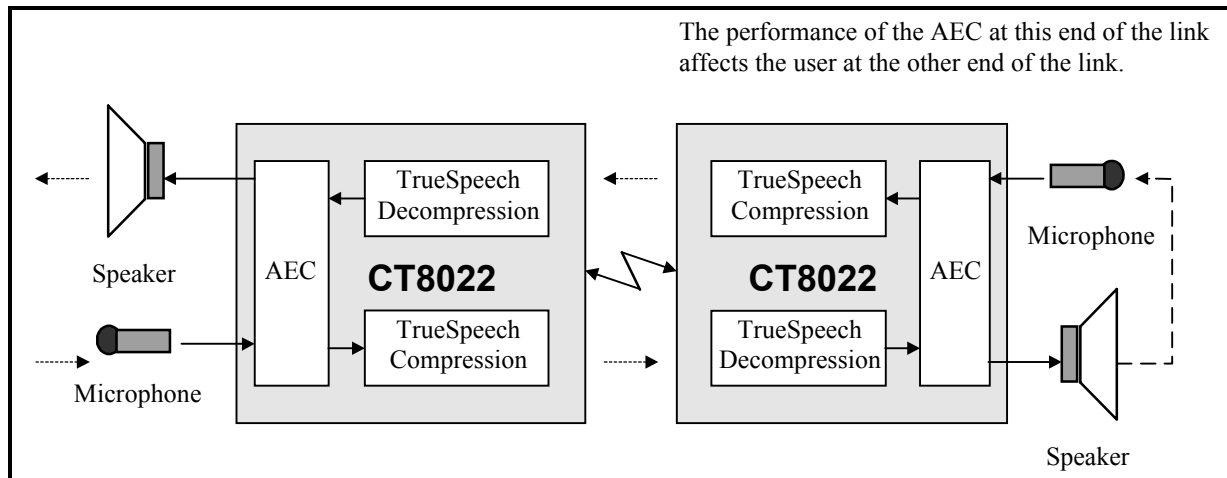 The performance of the AEC at this end of the link
affects the user at the other end of the link.
Speaker
Microphone
AEC
TrueSpeech
Decompression
CT8022
TrueSpeech
Compression
TrueSpeech
Compression
CT8022
TrueSpeech
Decompression
AEC
Microphone
Speaker